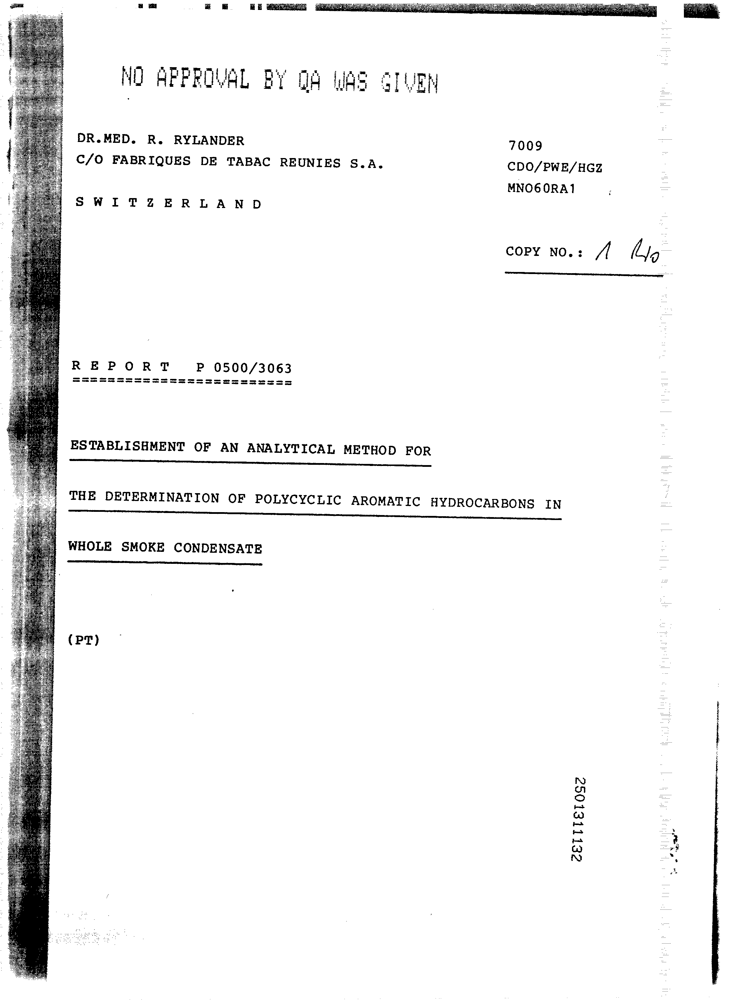 NO APPROVAL BY QA WAS GIVEN
DR.MED. R. RYLANDER
C/O FABRIQUES DE TABAC REUNIES S.A.
S W I T Z E R L A N D
7009
CDO/PWE/HGZ
MNO60RA1
COPY NO.: 1
R E P O R T P 0500/3063
=========================
ESTABLISHMENT OF AN ANALYTICAL METHOD FOR
THE DETERMINATION OF POLYCYCLIC AROMATIC HYDROCARBONS IN
WHOLE SMOKE CONDENSATE
(PT)
2501311132